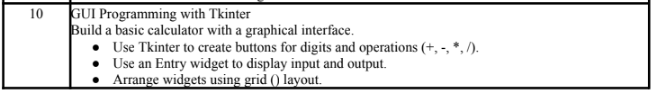 10 GUI Programming with Tkinter
Build a basic calculator with a graphical interface.
● Use Tkinter to create buttons for digits and operations (+, -, *, /).
● Use an Entry widget to display input and output.
● Arrange widgets using grid () layout.